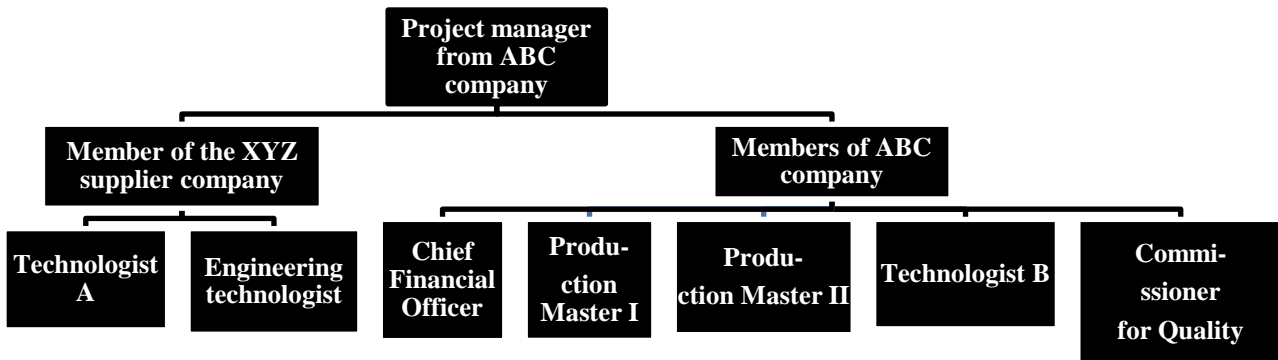 Project manager
from ABC
company
Member of the XYZ
supplier company
Members of ABC
company
Technologist
A
Engineering
technologist
Chief
Financial
Officer
Produ-
ction
Master I
Produ-
ction Master II
Technologist B
Commi-
ssioner
for Quality